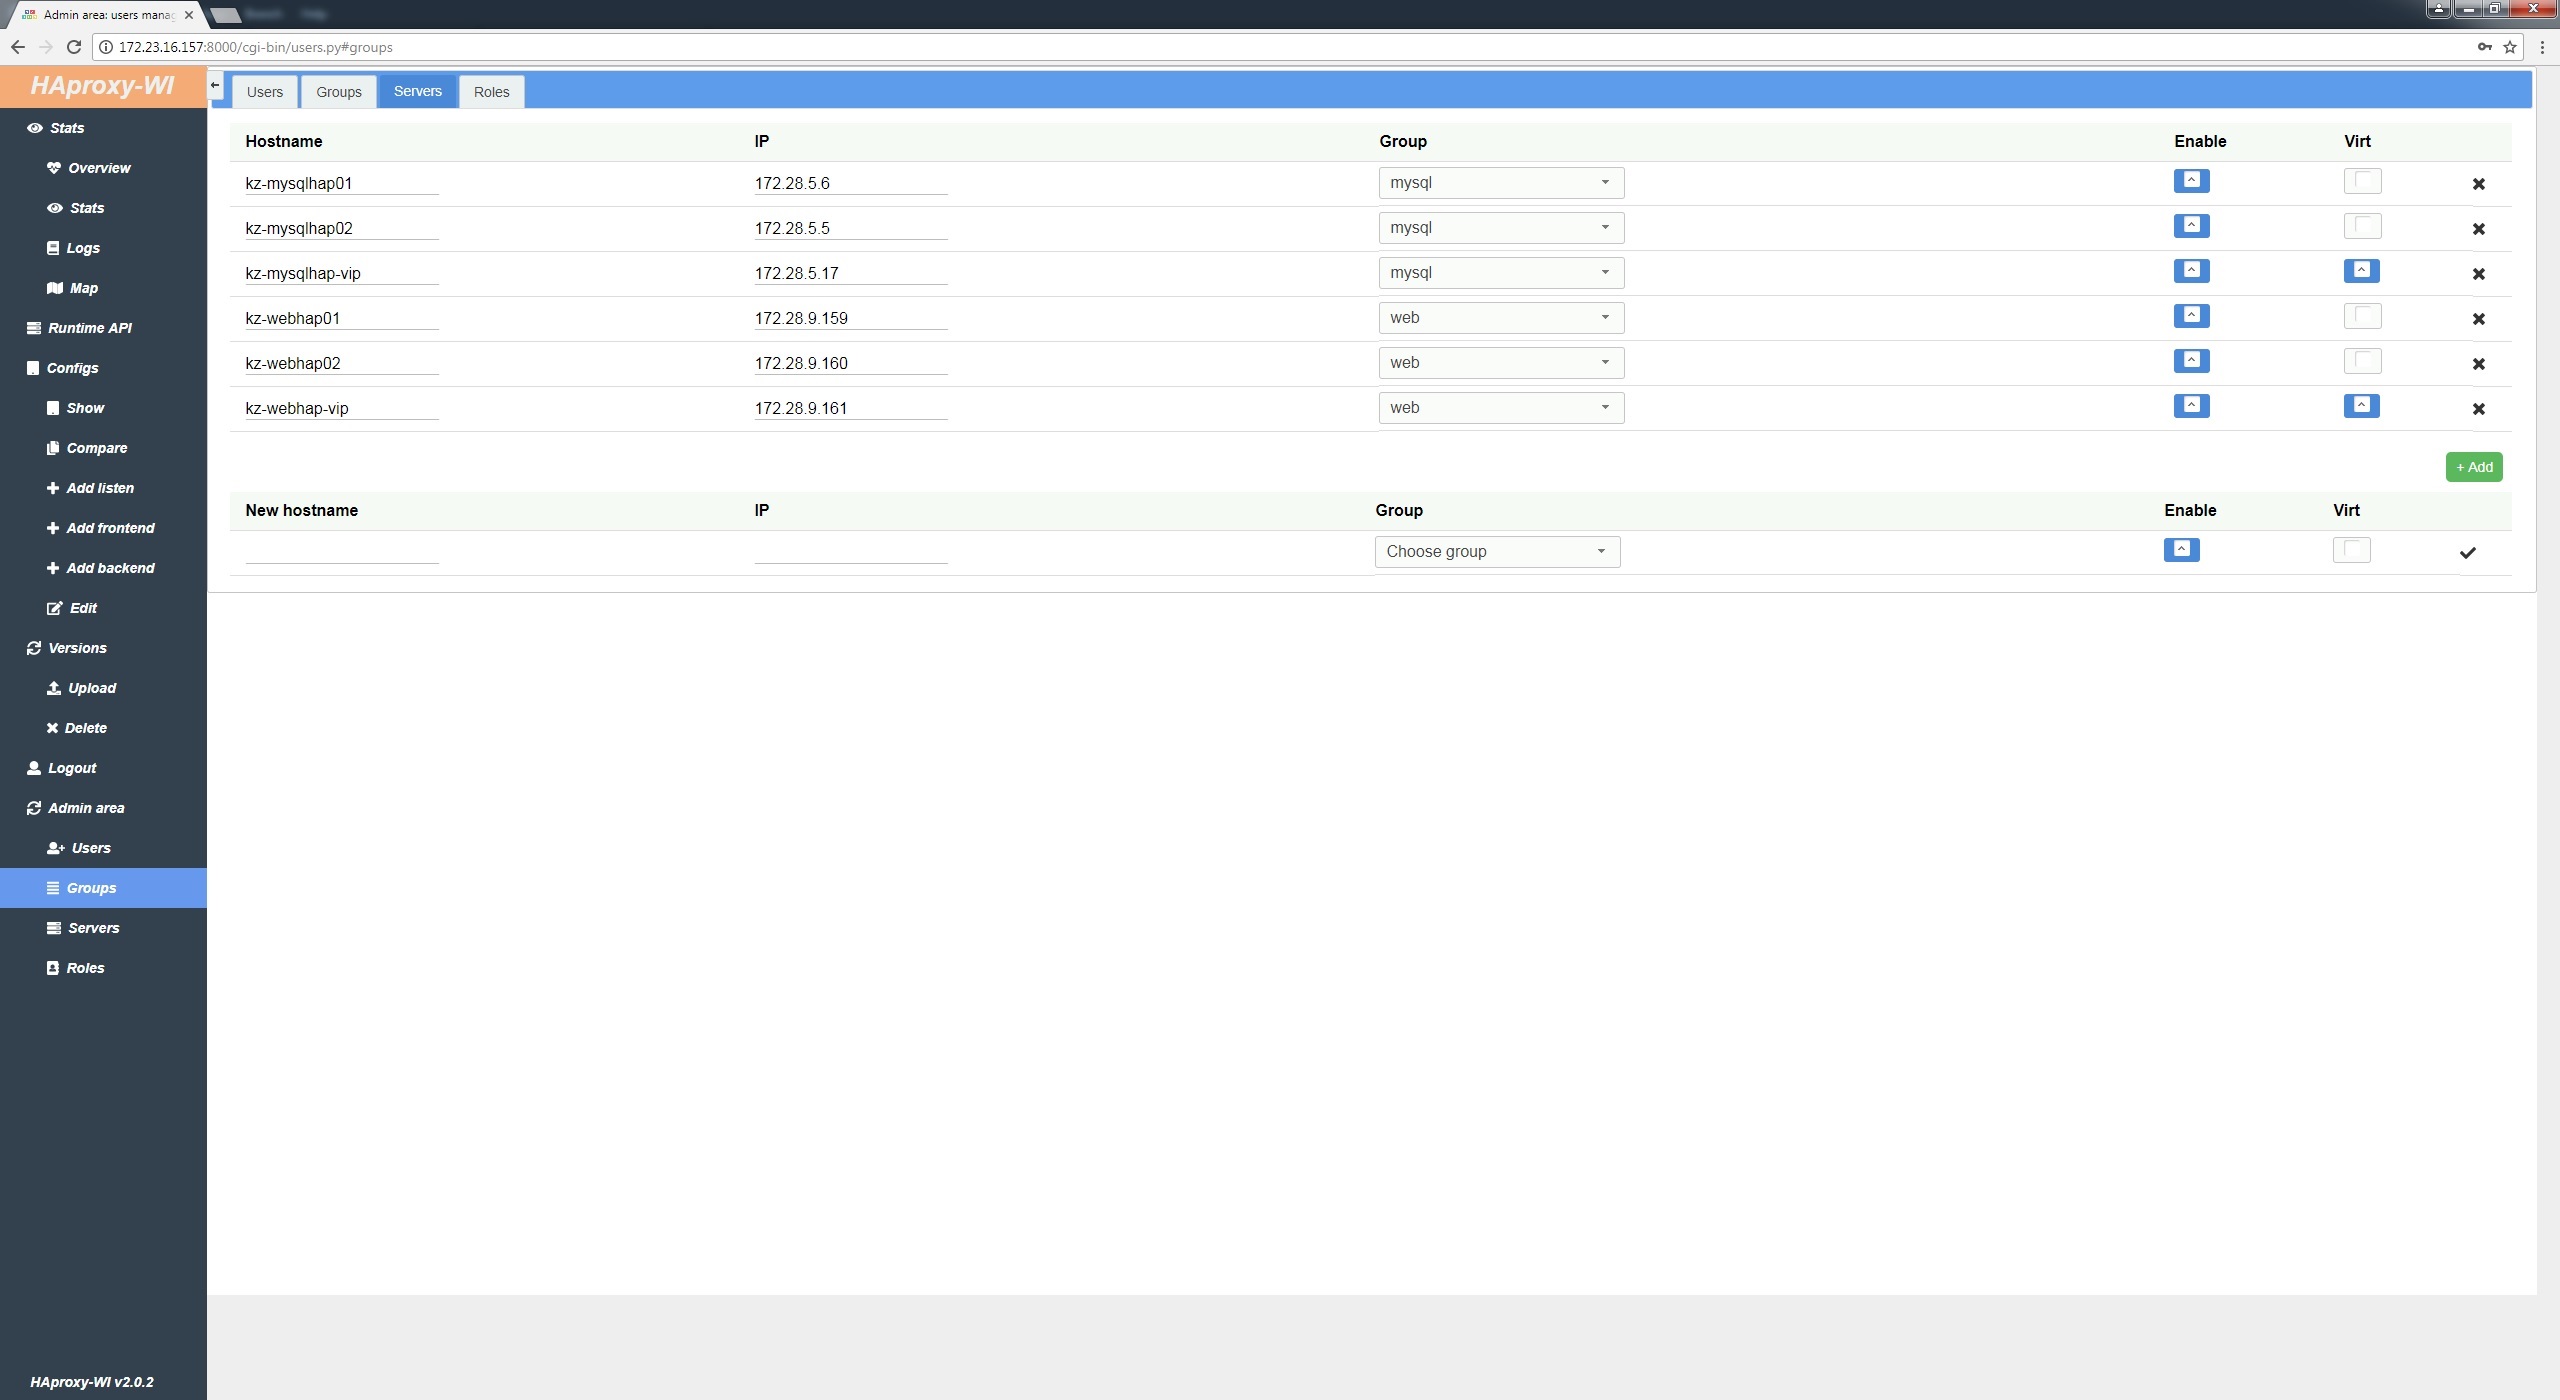 Admin area: users mana
172.23.16.157:8000/cgi-bin/users.py#groups
HAproxy-WI
Stats
Overview
Stats
Logs
Map
Runtime API
Configs
Show
Compare
Add listen
Add frontend
Add backend
Edit
Versions
Upload
Delete
Logout
Admin area
Users
Groups
Servers
Roles
HAproxy-WI v2.0.2
Users Groups Servers Roles
Hostname IP Group Enable Virt
kz-mysqlhap01 172.28.5.6 mysql
kz-mysqlhap02 172.28.5.5 mysql
kz-mysqlhap-vip 172.28.5.17 mysql
kz-webhap01 172.28.9.159 web
kz-webhap02 172.28.9.160 web
kz-webhap-vip 172.28.9.161 web
+ Add
New hostname IP Group Enable Virt
Choose group